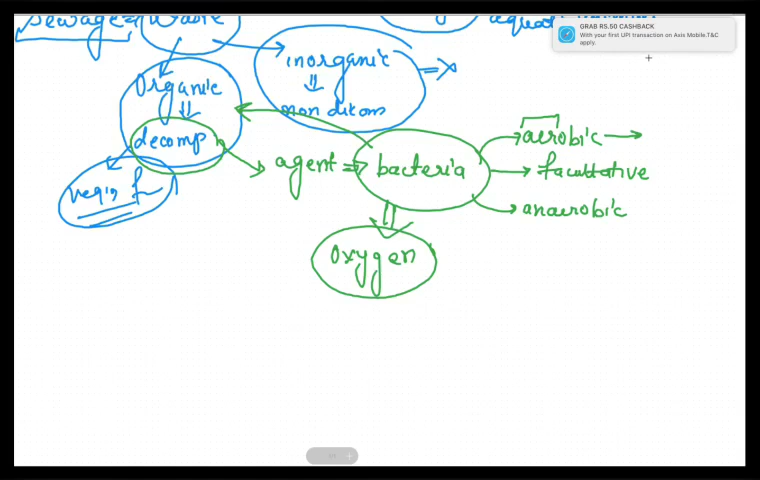 Sewage = Waste
GRAB RS.50 CASHBACK
With your first UPI transaction on Axis Mobile.T&C
apply.
inorganic
Organic
non
decomp
aerobic
agent bacteria
facultative
anaerobic
oxygen